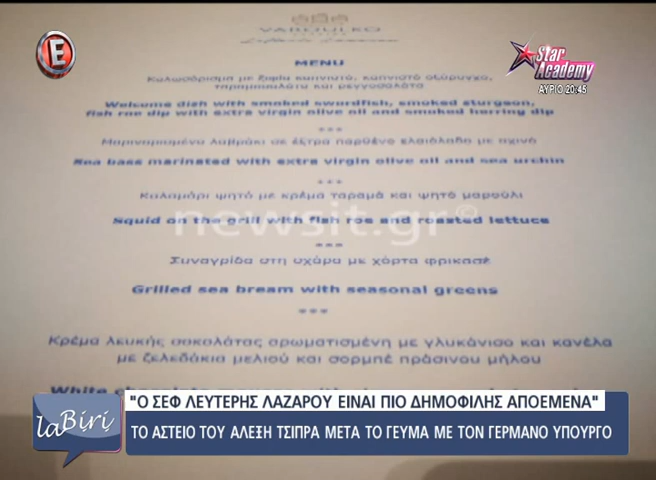 VAROULKO
E
Star
Academy
ΑΥΡΙΟ 20:45
MENU
Καλωσόρισμα με ξιφία καπνιστό, καπνιστό οξύρυγχο,
ταραμοσαλάτα και ρεγγοσαλάτα
Welcome dish with smoked swordfish, smoked sturgeon,
fish roe dip with extra virgin olive oil and smoked herring dip
***
Μαριναρισμένο λαβράκι σε έξτρα παρθένο ελαιόλαδο με αχινό
Sea bass marinated with extra virgin olive oil and sea urchin
***
Καλαμάρι ψητό με κρέμα ταραμά και ψητό μαρούλι
newsit.gr®
Squid on the grill with fish roe and roasted lettuce
***
Συναγρίδα στη σχάρα με χόρτα φρικασέ
Grilled sea bream with seasonal greens
***
Κρέμα λευκής σοκολάτας αρωματισμένη με γλυκάνισο και κανέλα
με ζελεδάκια μελιού και σορμπέ πράσινου μήλου
White chocolate
laBiri
"Ο ΣΕΦ ΛΕΥΤΕΡΗΣ ΛΑΖΑΡΟΥ ΕΙΝΑΙ ΠΙΟ ΔΗΜΟΦΙΛΗΣ ΑΠΟΕΜΕΝΑ"
ΤΟ ΑΣΤΕΙΟ ΤΟΥ ΑΛΕΞΗ ΤΣΙΠΡΑ ΜΕΤΑ ΤΟ ΓΕΥΜΑ ΜΕ ΤΟΝ ΓΕΡΜΑΝΟ ΥΠΟΥΡΓΟ